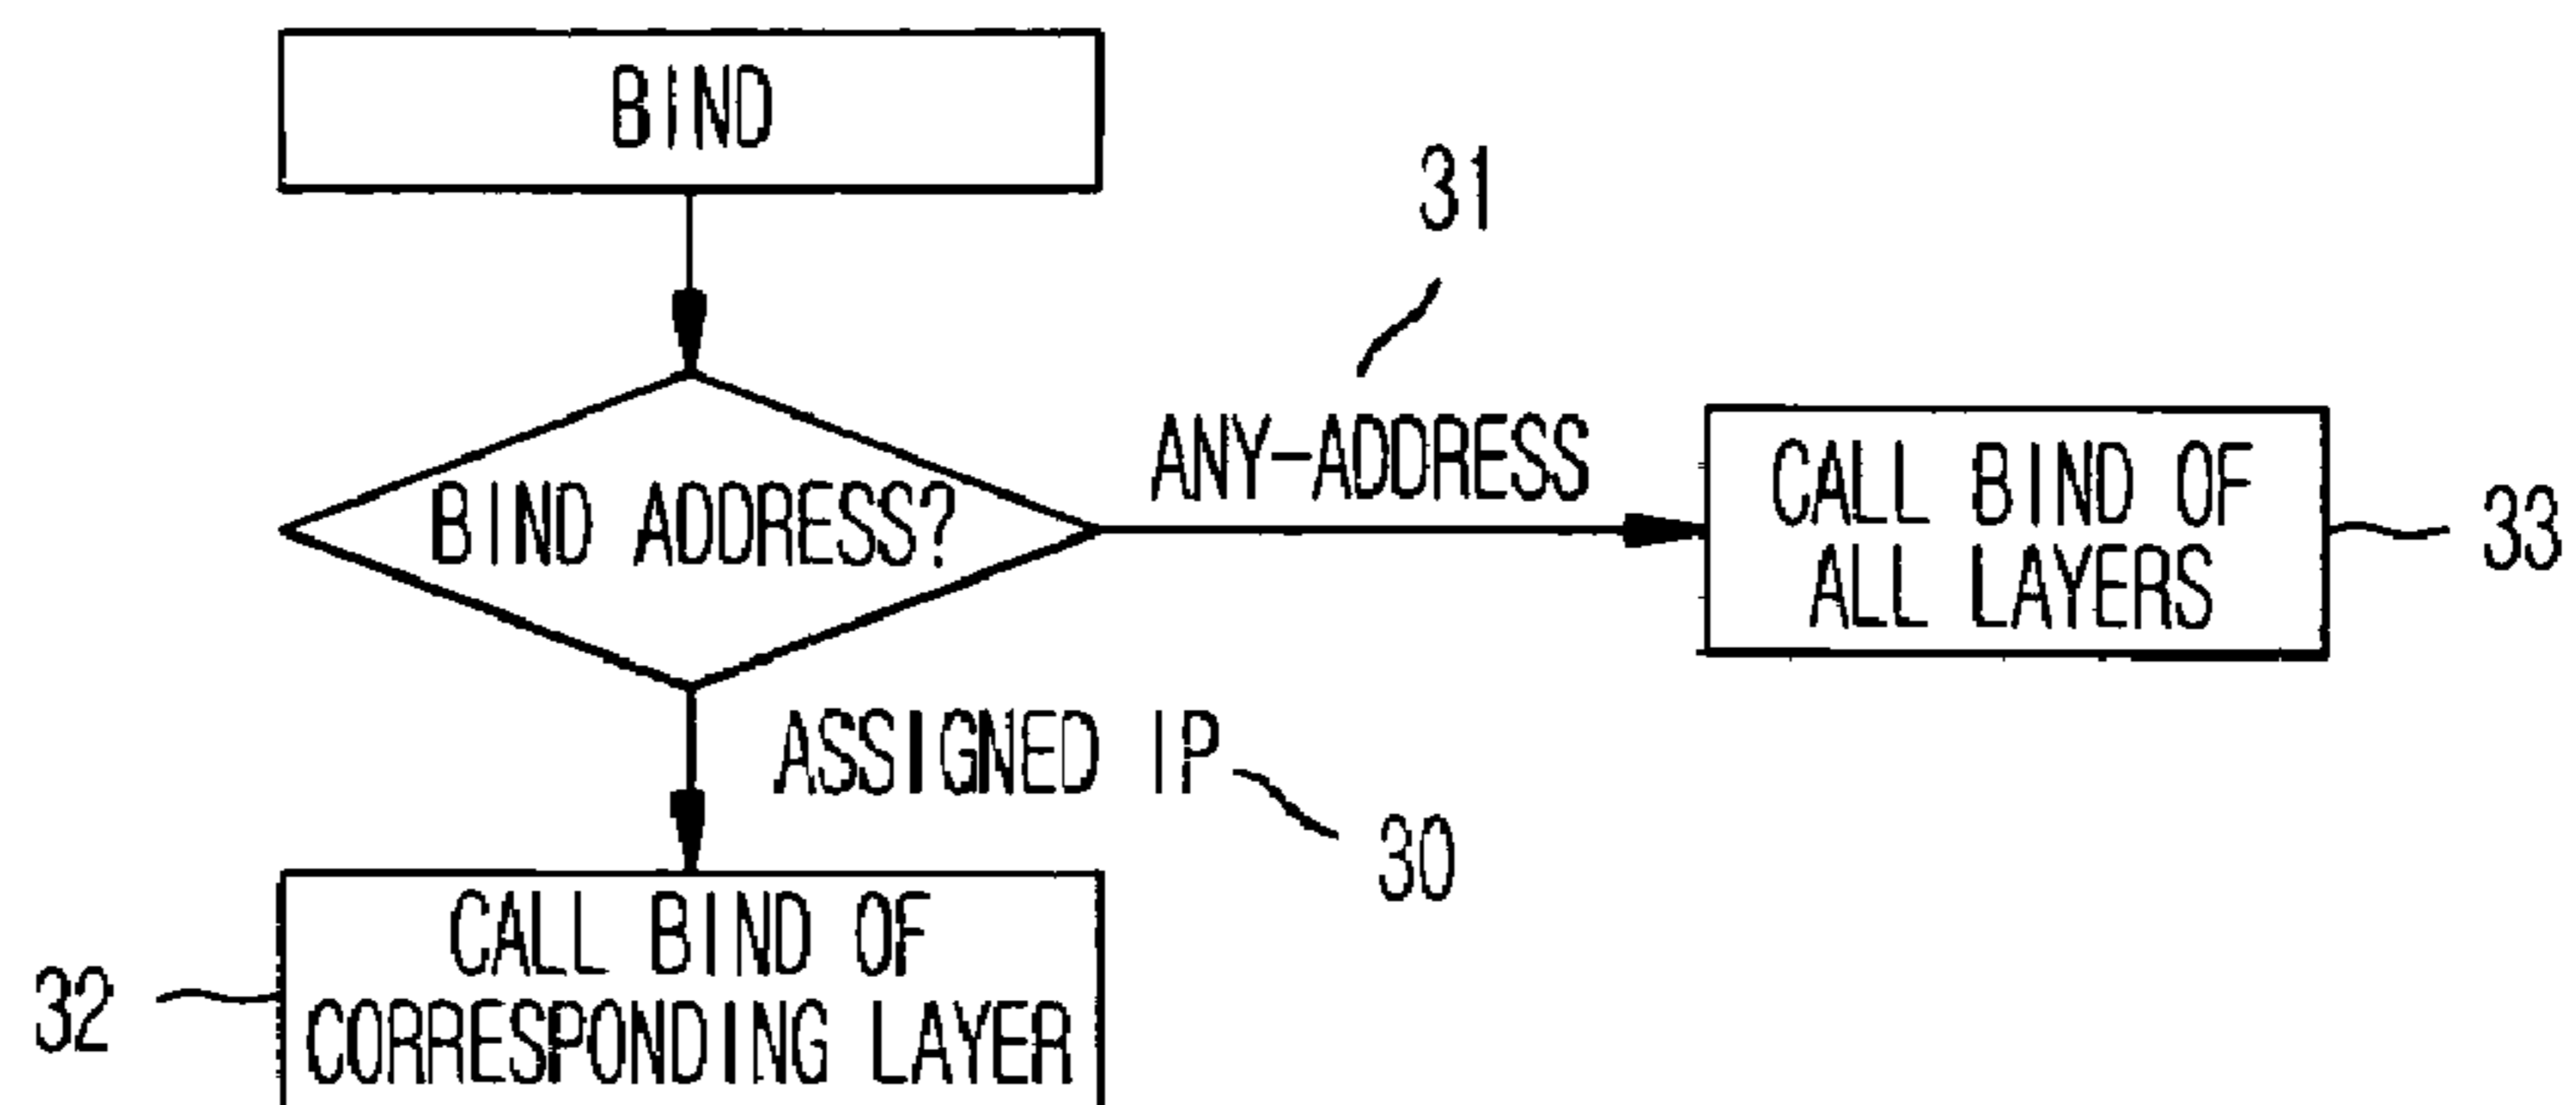 BIND
31
ANY-ADDRESS
BIND ADDRESS?
CALL BIND OF
ALL LAYERS
33
ASSIGNED IP
30
CALL BIND OF
CORRESPONDING LAYER
32